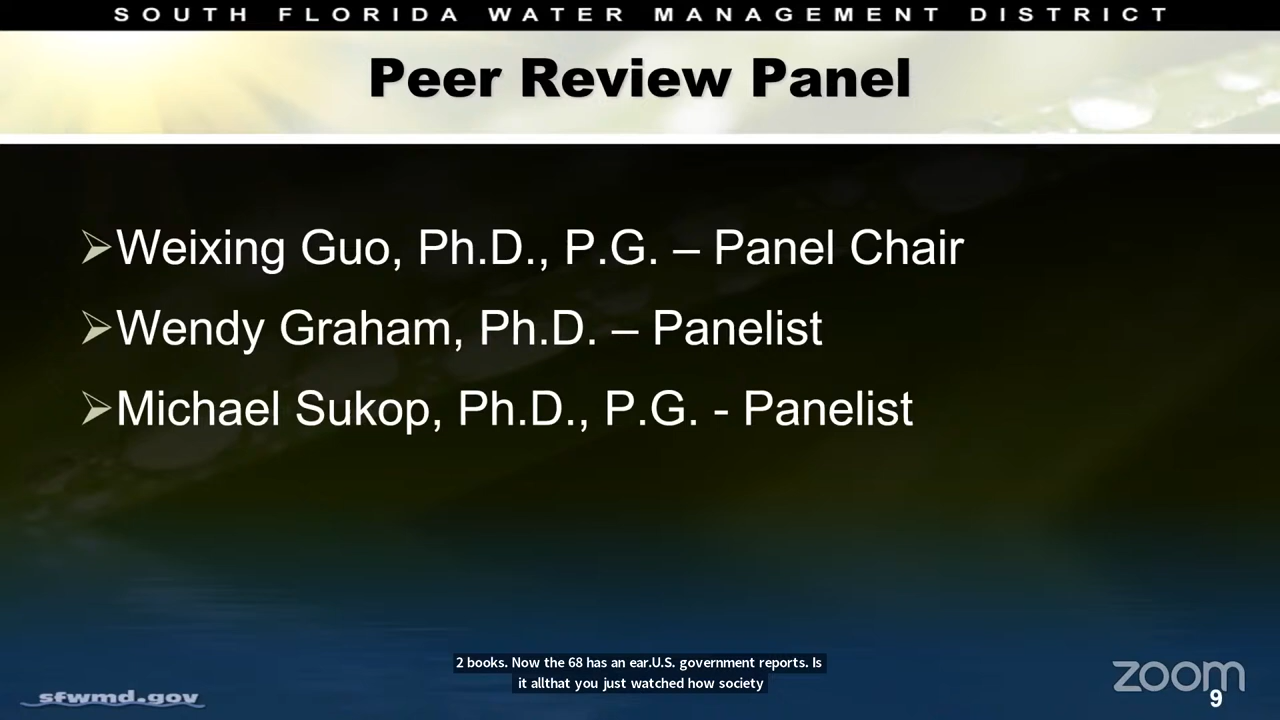 SOUTH FLORIDA WATER MANAGEMENT DISTRICT
Peer Review Panel
Weixing Guo, Ph.D., P.G. – Panel Chair
Wendy Graham, Ph.D. – Panelist
Michael Sukop, Ph.D., P.G. - Panelist
2 books. Now the 68 has an ear.U.S. government reports. Is
it allthat you just watched how society
sfwmd.gov
zoom
9